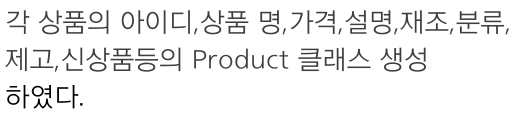 각 상품의 아이디,상품 명,가격,설명,재조,분류,
제고,신상품등의 Product 클래스 생성
하였다.